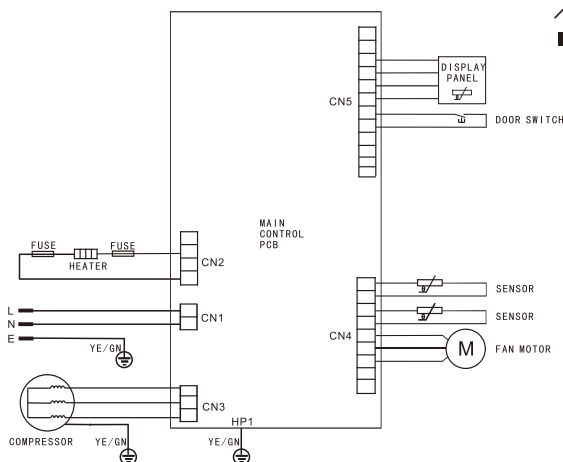 DISPLAY
PANEL
CN5
DOOR SWITCH
MAIN
CONTROL
PCB
FUSE
FUSE
HEATER
CN2
L
N
E
CN1
YE/GN
SENSOR
SENSOR
CN4
M
FAN MOTOR
CN3
HP1
COMPRESSOR
YE/GN
YE/GN